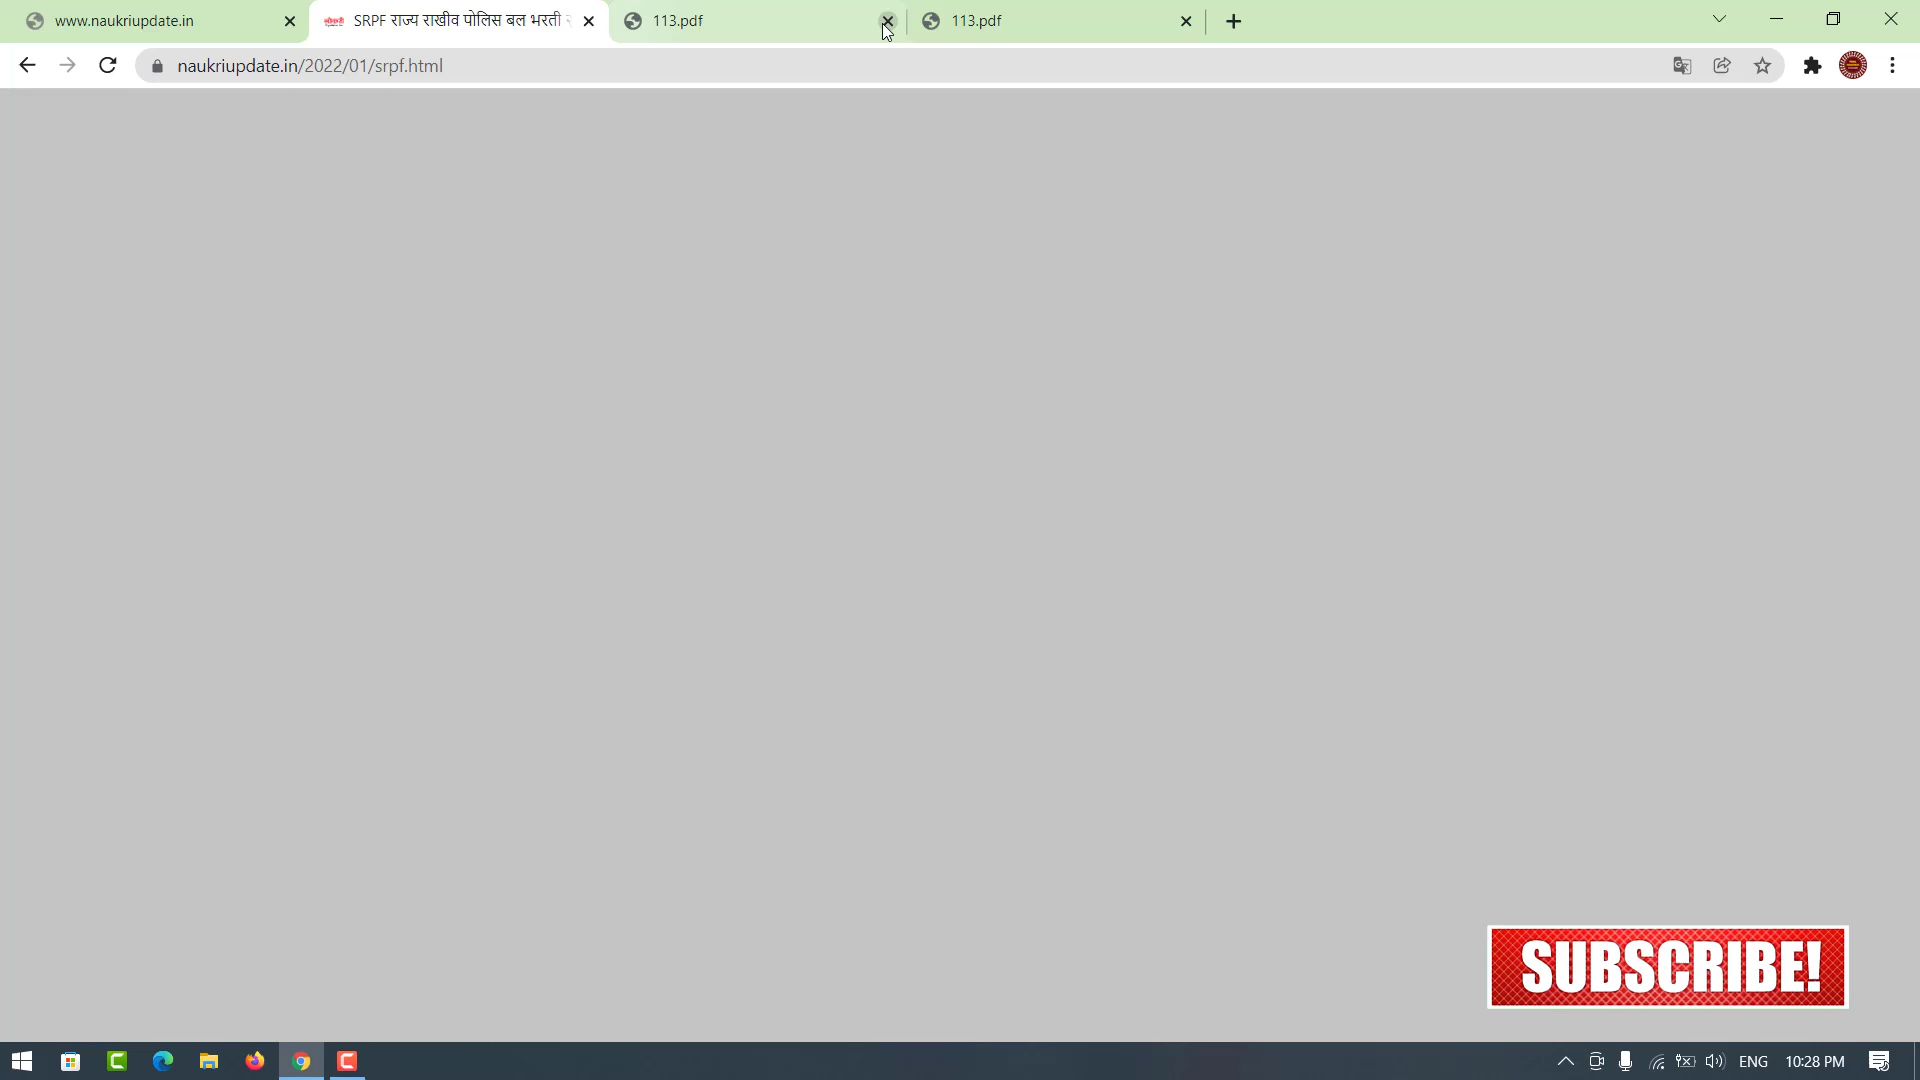 www.naukriupdate.in
SRPF राज्य राखीव पोलिस बल भरती
113.pdf
113.pdf
naukriupdate.in/2022/01/srpf.html
SUBSCRIBE!
ENG
10:28 PM